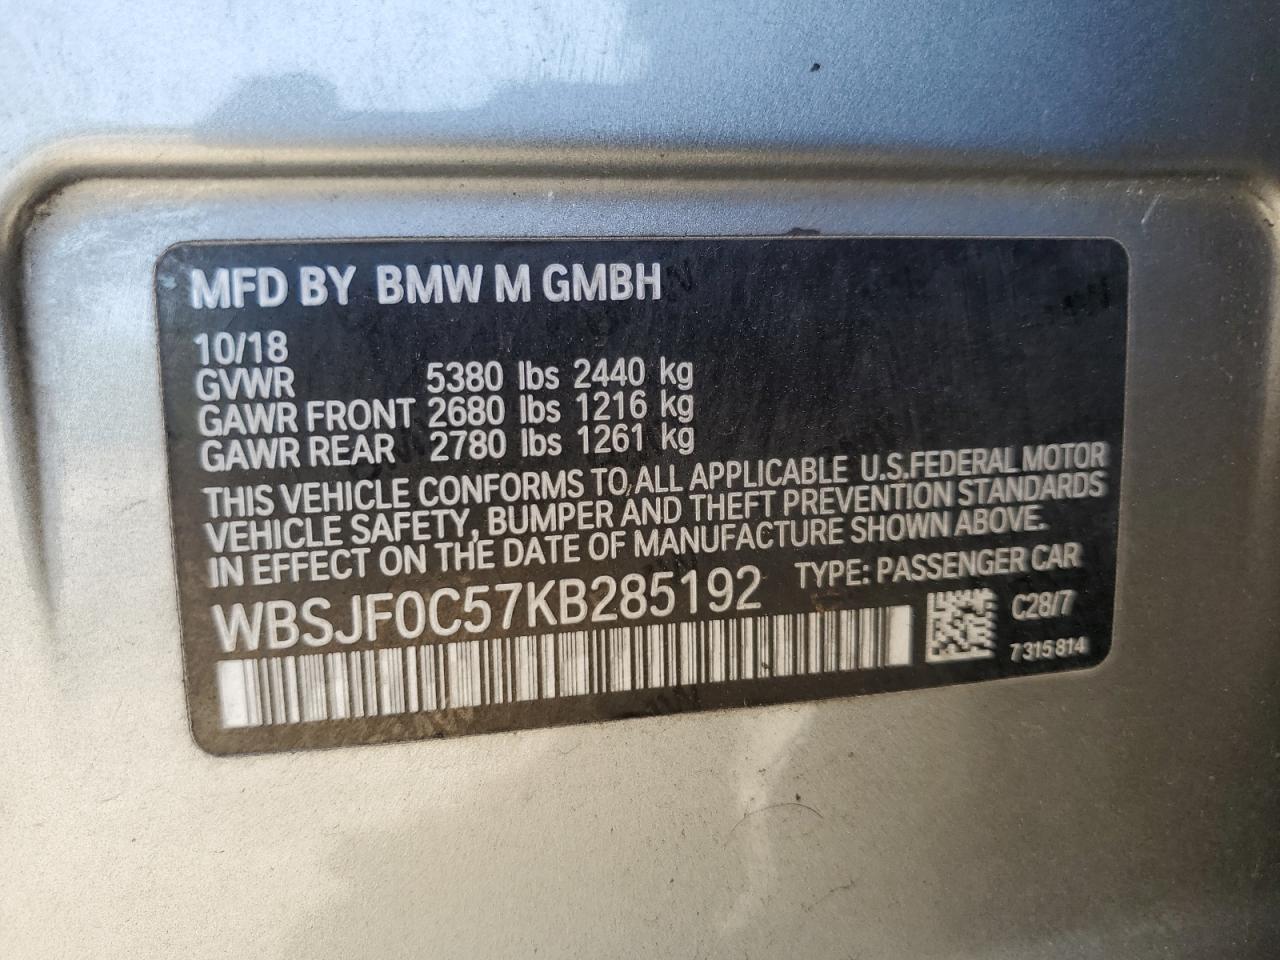 MFD BY BMW M GMBH
10/18
GVWR 5380 lbs 2440 kg
GAWR FRONT 2680 lbs 1216 kg
GAWR REAR 2780 lbs 1261 kg
THIS VEHICLE CONFORMS TO ALL APPLICABLE U.S.FEDERAL MOTOR
VEHICLE SAFETY, BUMPER AND THEFT PREVENTION STANDARDS
IN EFFECT ON THE DATE OF MANUFACTURE SHOWN ABOVE.
WBSJF0C57KB285192 TYPE: PASSENGER CAR
C28/7
7 315 814